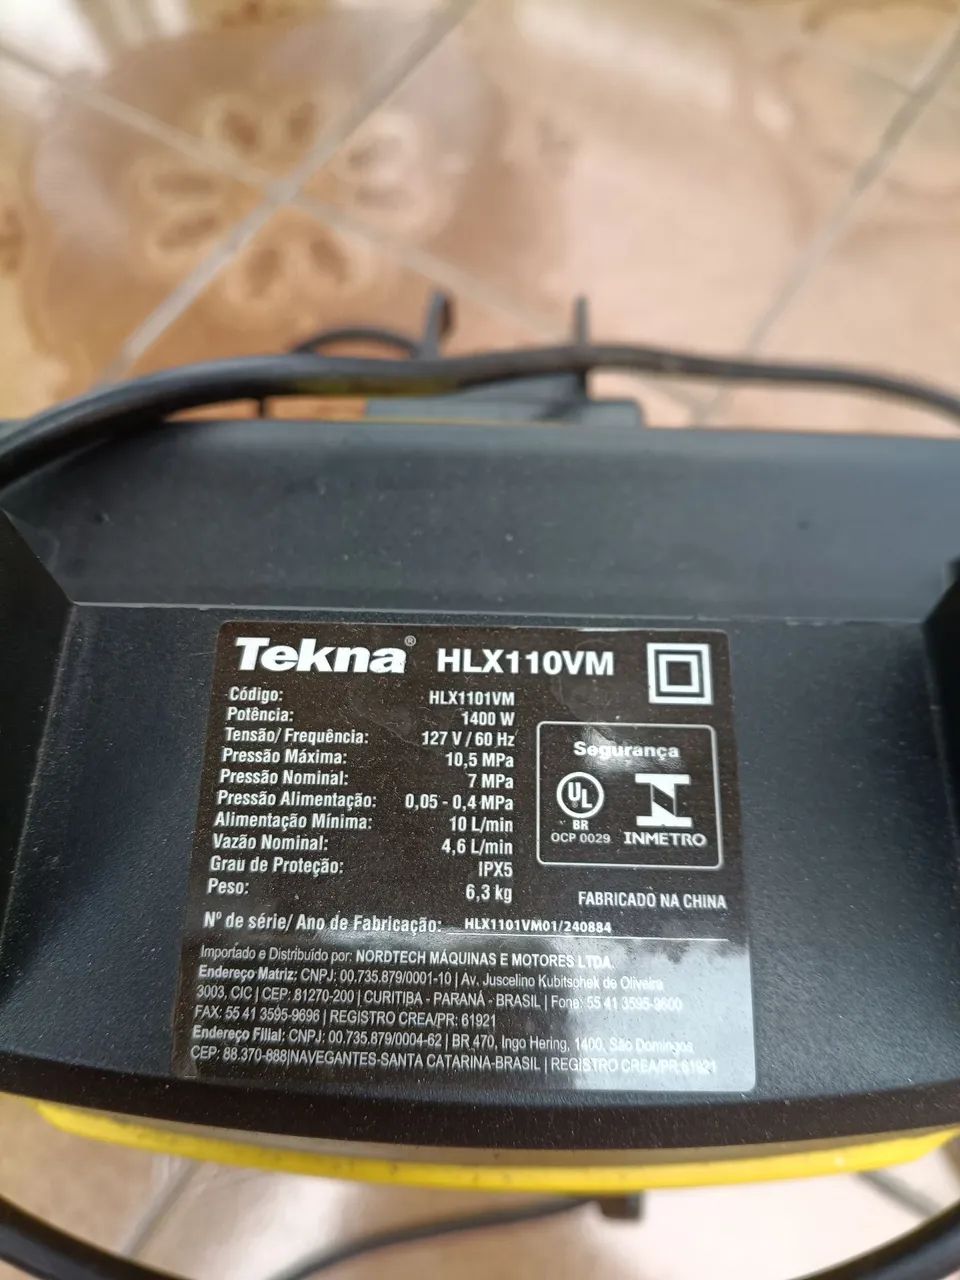 Tekna® HLX110VM
Código: HLX1101VM
Potência: 1400 W
Tensão/ Frequência: 127 V / 60 Hz
Pressão Máxima: 10,5 MPa
Pressão Nominal: 7 MPa
Pressão Alimentação: 0,05 - 0,4 MPa
Alimentação Mínima: 10 L/min
Vazão Nominal: 4,6 L/min
Grau de Proteção: IPX5
Peso: 6,3 kg
Segurança
UL
BR
OCP 0029
INMETRO
FABRICADO NA CHINA
Nº de série/ Ano de Fabricação: HLX1101VM01/240884
Importado e Distribuído por: NORDTECH MÁQUINAS E MOTORES LTDA.
Endereço Matriz: CNPJ: 00.735.879/0001-10 | Av. Juscelino Kubitschek de Oliveira
3003, CIC | CEP: 81270-200 | CURITIBA - PARANÁ - BRASIL | Fone: 55 41 3595-9600
FAX: 55 41 3595-9696 | REGISTRO CREA/PR: 61921
Endereço Filial: CNPJ: 00.735.879/0004-62 | BR 470, Ingo Hering, 1400, São Domingos
CEP: 88.370-888|NAVEGANTES-SANTA CATARINA-BRASIL | REGISTRO CREA/PR.61921